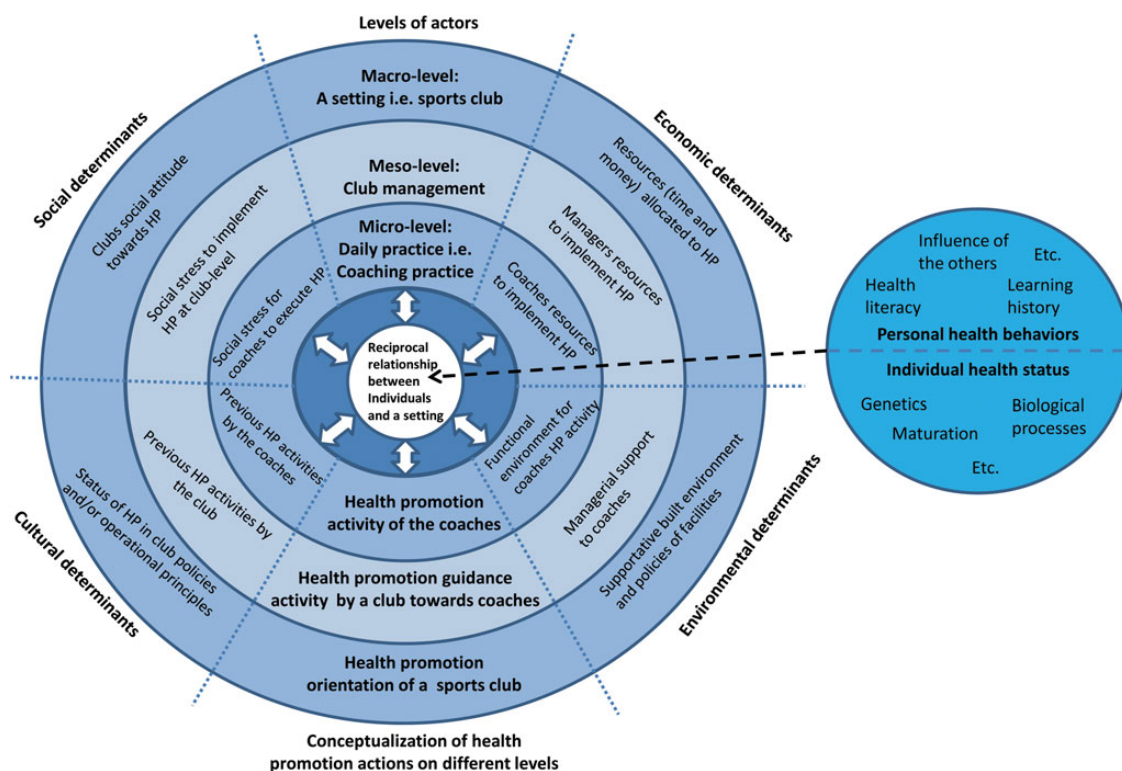 Levels of actors
Macro-level:
A setting i.e. sports club
Meso-level:
Club management
Micro-level:
Daily practice i.e.
Coaching practice
Social determinants
Clubs social attitude
towards HP
Social stress to implement
HP at club-level
Social stress for
coaches to execute HP
Economic determinants
Resources (time and
money) allocated to HP
Managers resources
to implement HP
Coaches resources
to implement HP
Reciprocal
relationship
between
Individuals
and a setting
Cultural determinants
Status of HP in club policies
and/or operational principles
Previous HP activities by
the club
Previous HP activities
by the coaches
Environmental determinants
Supportative built environment
and policies of facilities
Managerial support
to coaches
Functional
environment for
coaches HP activity
Health promotion
activity of the coaches
Health promotion guidance
activity by a club towards coaches
Health promotion
orientation of a sports club
Conceptualization of health
promotion actions on different levels
Influence of
the others
Etc.
Health
literacy
Learning
history
Personal health behaviors
Individual health status
Genetics
Biological
processes
Maturation
Etc.